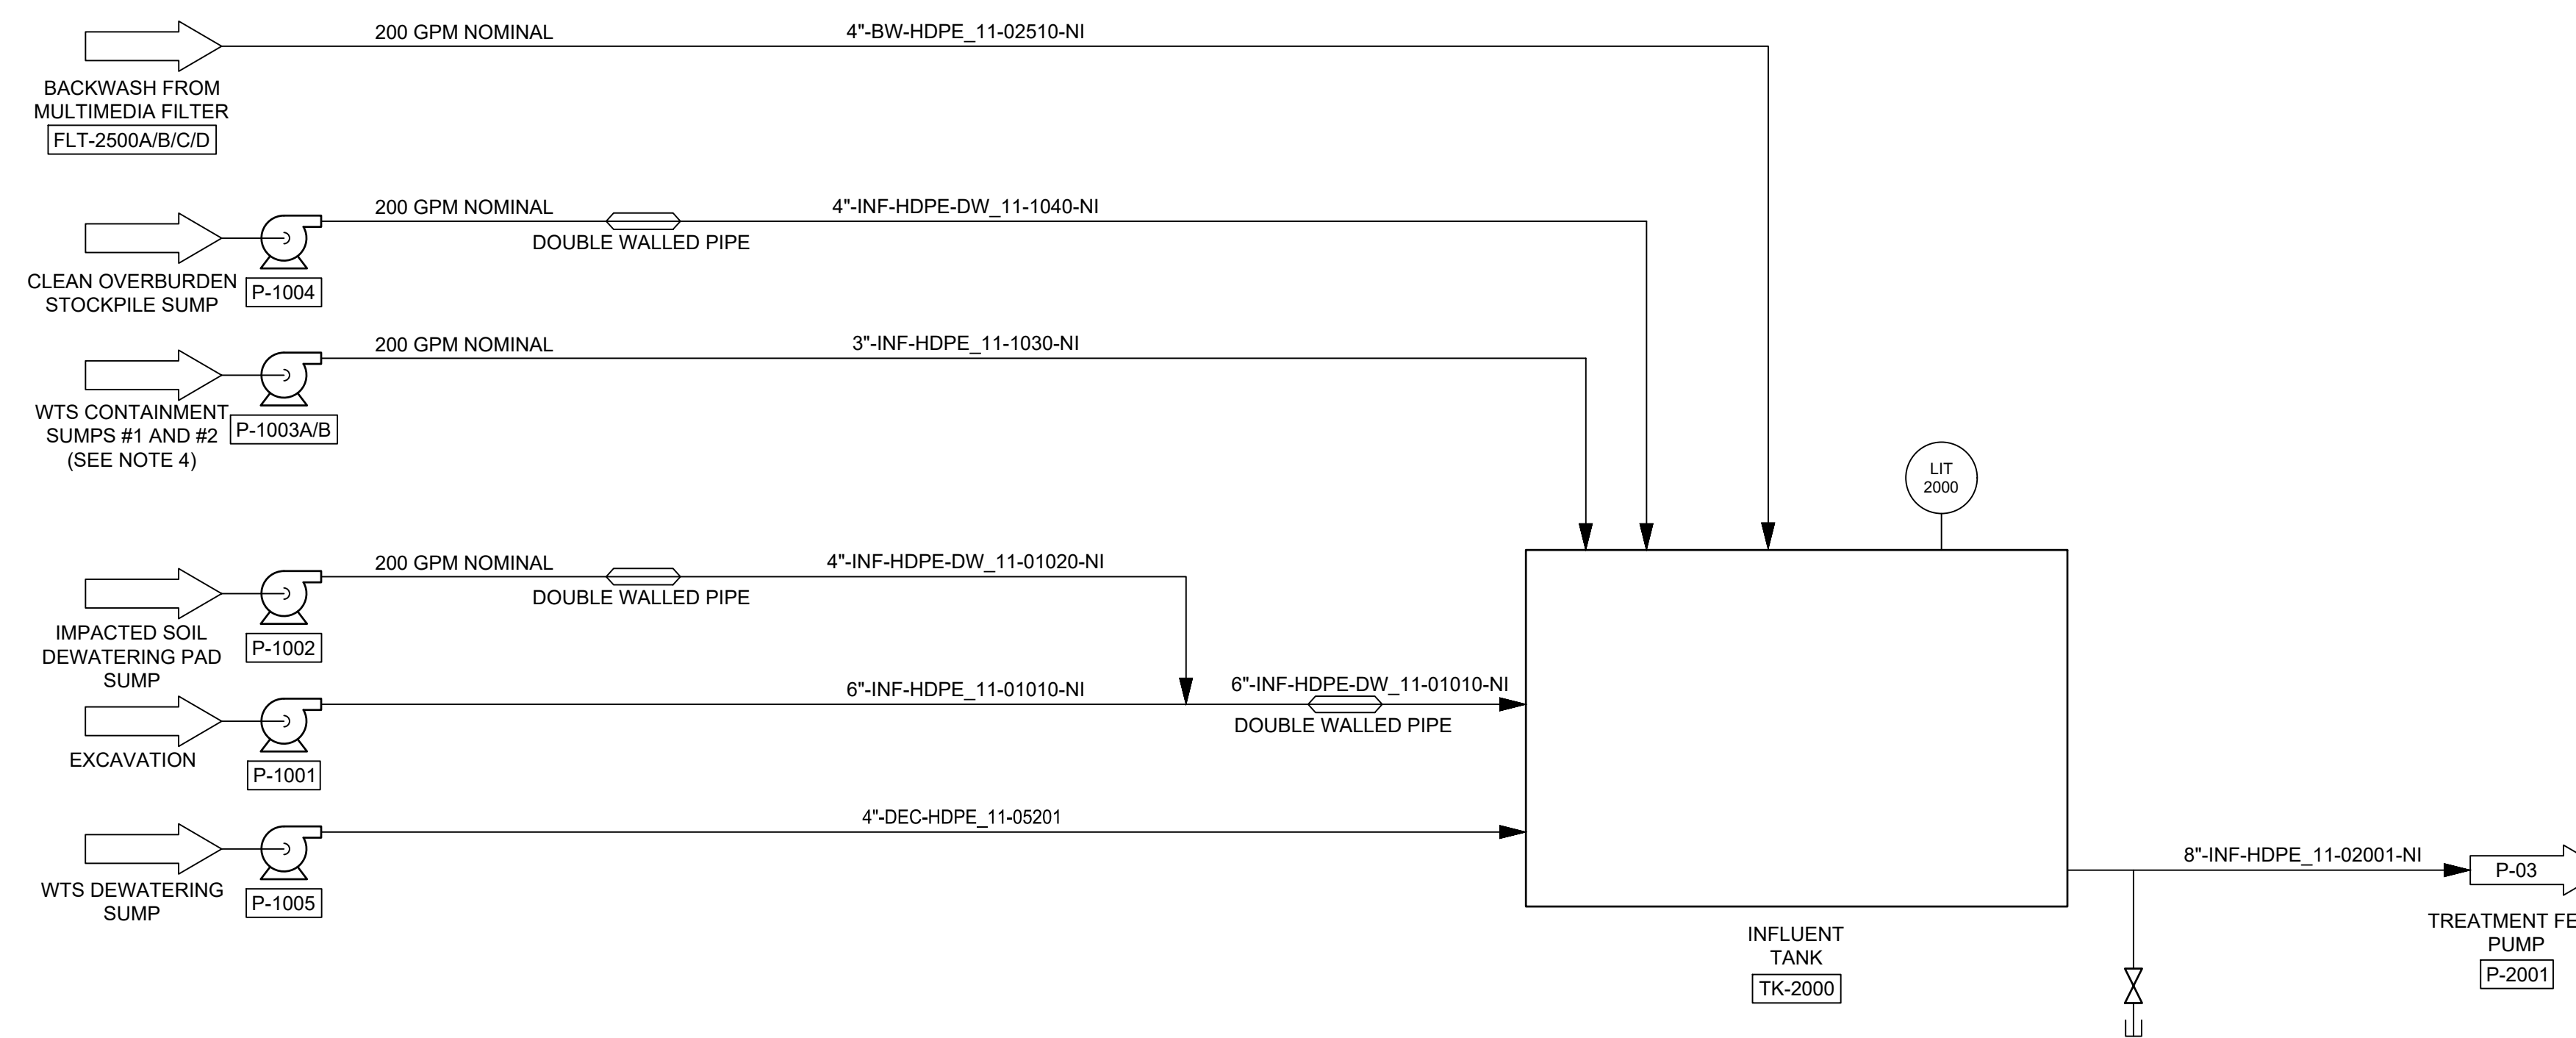 200 GPM NOMINAL
4"-BW-HDPE_11-02510-NI
BACKWASH FROM
MULTIMEDIA FILTER
FLT-2500A/B/C/D
200 GPM NOMINAL
4"-INF-HDPE-DW_11-1040-NI
DOUBLE WALLED PIPE
CLEAN OVERBURDEN
STOCKPILE SUMP
P-1004
200 GPM NOMINAL
3"-INF-HDPE_11-1030-NI
WTS CONTAINMENT
SUMPS #1 AND #2
(SEE NOTE 4)
P-1003A/B
LIT
2000
200 GPM NOMINAL
4"-INF-HDPE-DW_11-01020-NI
DOUBLE WALLED PIPE
IMPACTED SOIL
DEWATERING PAD
SUMP
P-1002
6"-INF-HDPE_11-01010-NI
6"-INF-HDPE-DW_11-01010-NI
DOUBLE WALLED PIPE
EXCAVATION
P-1001
4"-DEC-HDPE_11-05201
WTS DEWATERING
SUMP
P-1005
8"-INF-HDPE_11-02001-NI
P-03
INFLUENT
TANK
TK-2000
TREATMENT FE
PUMP
P-2001